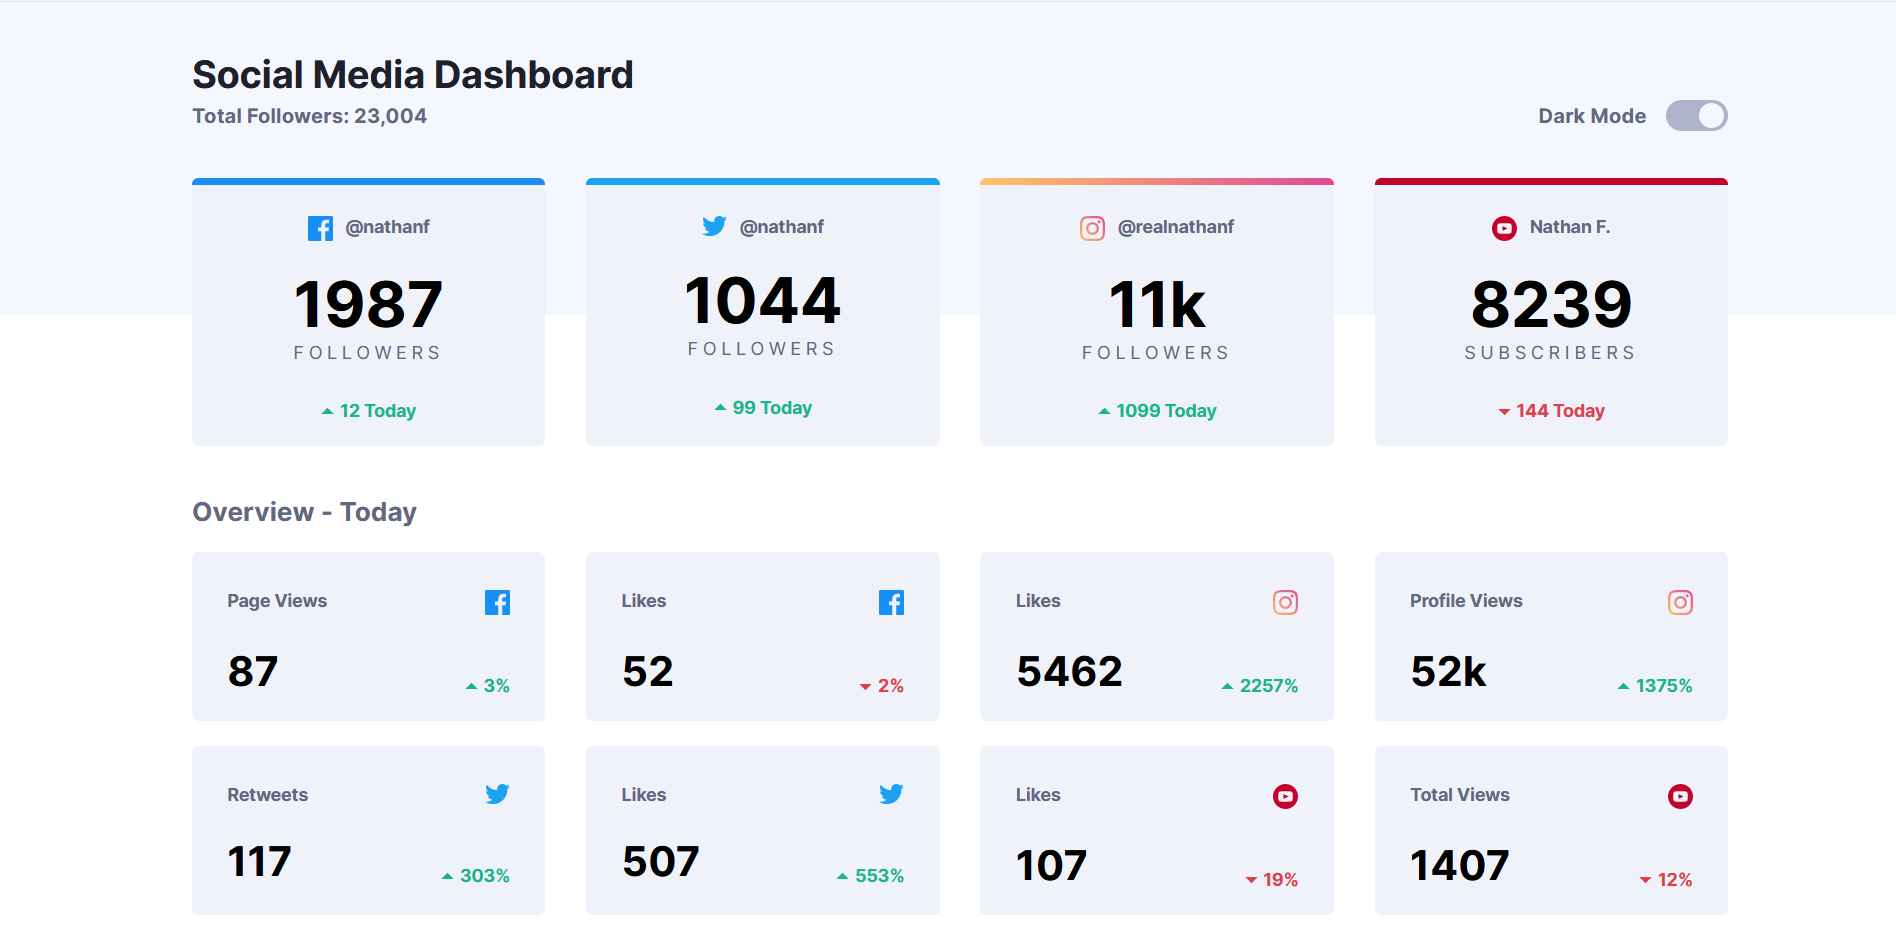 Social Media Dashboard
Total Followers: 23,004
Dark Mode
@nathanf
1987
FOLLOWERS
12 Today
@nathanf
1044
FOLLOWERS
99 Today
@realnathanf
11k
FOLLOWERS
1099 Today
Nathan F.
8239
SUBSCRIBERS
144 Today
Overview - Today
Page Views
87
3%
Likes
52
2%
Likes
5462
2257%
Profile Views
52k
1375%
Retweets
117
303%
Likes
507
553%
Likes
107
19%
Total Views
1407
12%